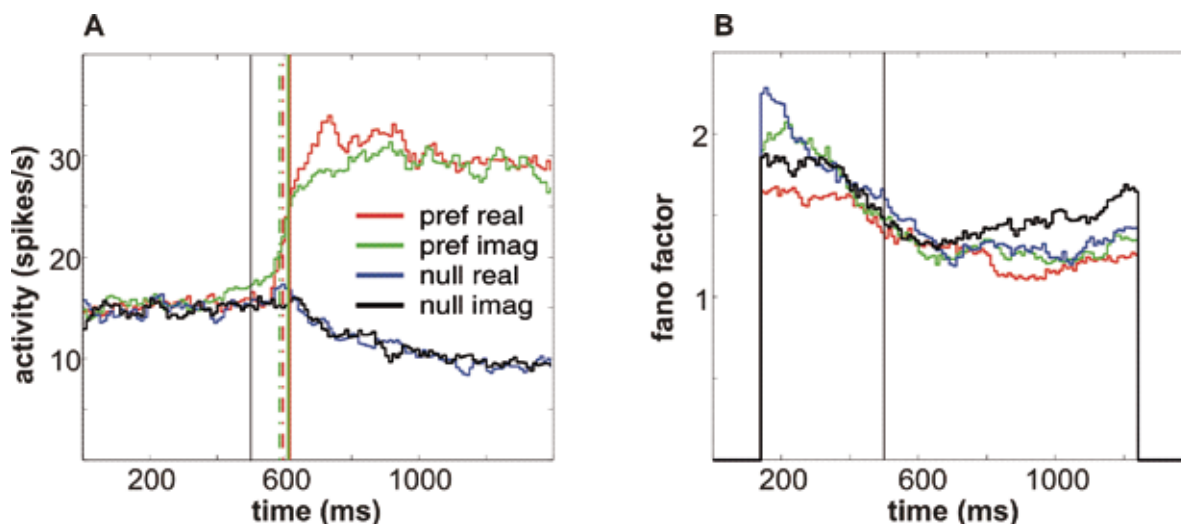 A
activity (spikes/s)
30
20
10
200
600
1000
time (ms)
pref real
pref imag
null real
null imag
B
fano factor
2
1
200
600
1000
time (ms)